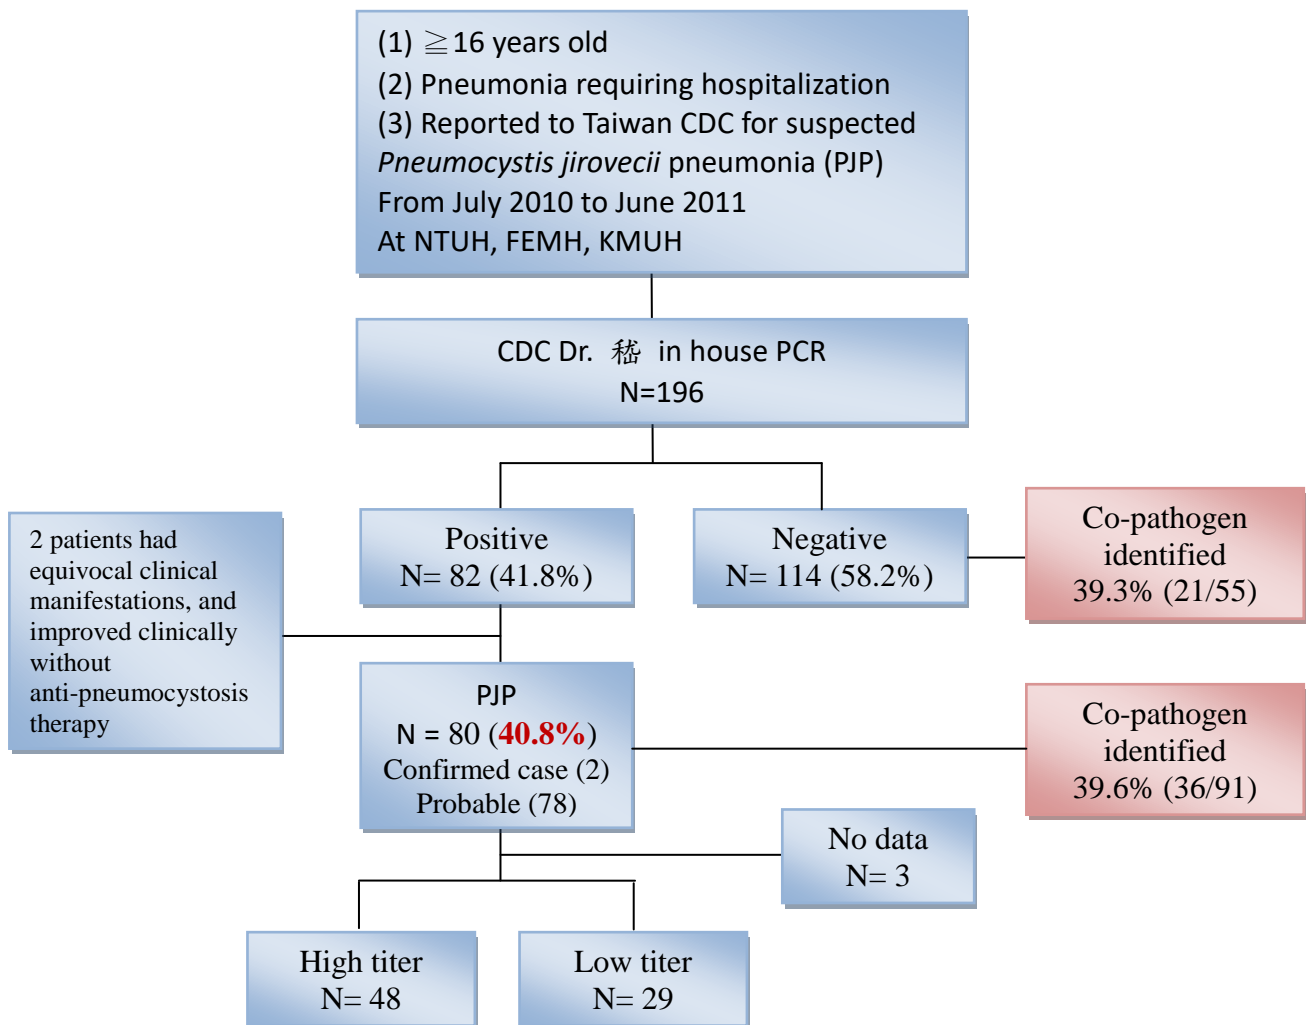 (1) ≧16 years old
(2) Pneumonia requiring hospitalization
(3) Reported to Taiwan CDC for suspected
Pneumocystis jirovecii pneumonia (PJP)
From July 2010 to June 2011
At NTUH, FEMH, KMUH
CDC Dr. 嵇 in house PCR
N=196
Positive
N= 82 (41.8%)
Negative
N= 114 (58.2%)
Co-pathogen
identified
39.3% (21/55)
2 patients had
equivocal clinical
manifestations, and
improved clinically
without
anti-pneumocystosis
therapy
PJP
N = 80 (40.8%)
Confirmed case (2)
Probable (78)
Co-pathogen
identified
39.6% (36/91)
No data
N= 3
High titer
N= 48
Low titer
N= 29